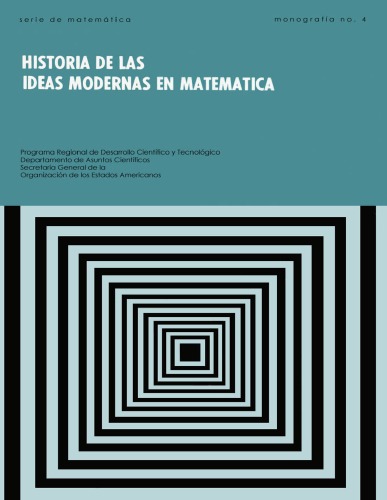 serie de matemática
monografía no. 4
HISTORIA DE LAS
IDEAS MODERNAS EN MATEMATICA
Programa Regional de Desarrollo Científico y Tecnológico
Departamento de Asuntos Científicos
Secretaría General de la
Organización de los Estados Americanos